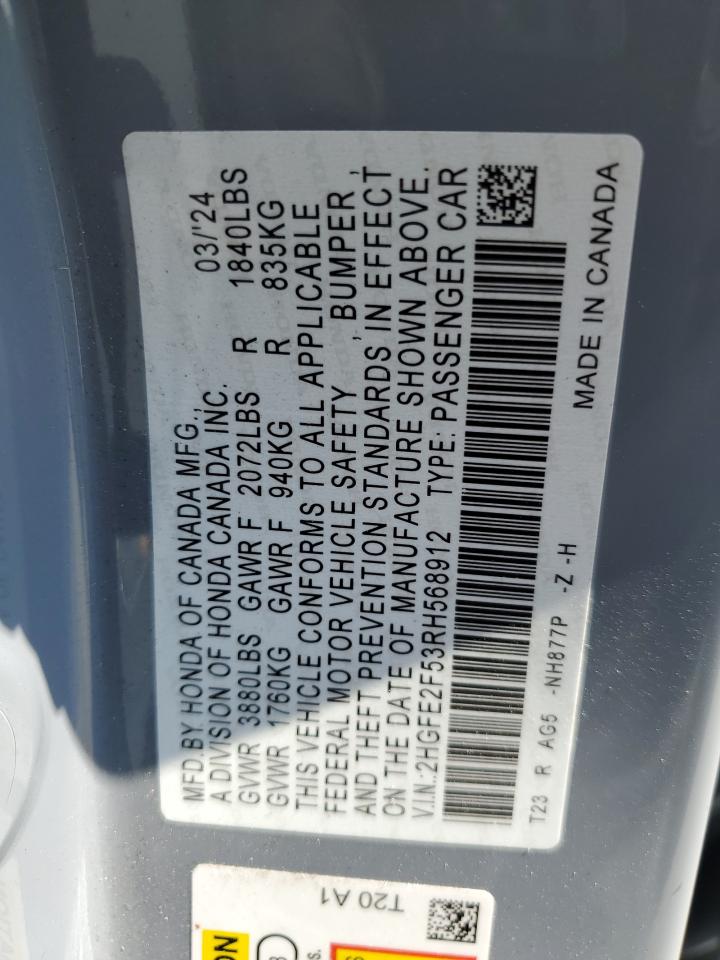 MFD.BY HONDA OF CANADA MFG.,
A DIVISION OF HONDA CANADA INC. 03/'24
GVWR 3880LBS GAWR F 2072LBS R 1840LBS
GVWR 1760KG GAWR F 940KG R 835KG
THIS VEHICLE CONFORMS TO ALL APPLICABLE
FEDERAL MOTOR VEHICLE SAFETY , BUMPER ,
AND THEFT PREVENTION STANDARDS IN EFFECT
ON THE DATE OF MANUFACTURE SHOWN ABOVE.
V.I.N.:2HGFE2F53RH568912 TYPE: PASSENGER CAR
T23 R AG5 -NH877P -Z -H
MADE IN CANADA
T20 A1